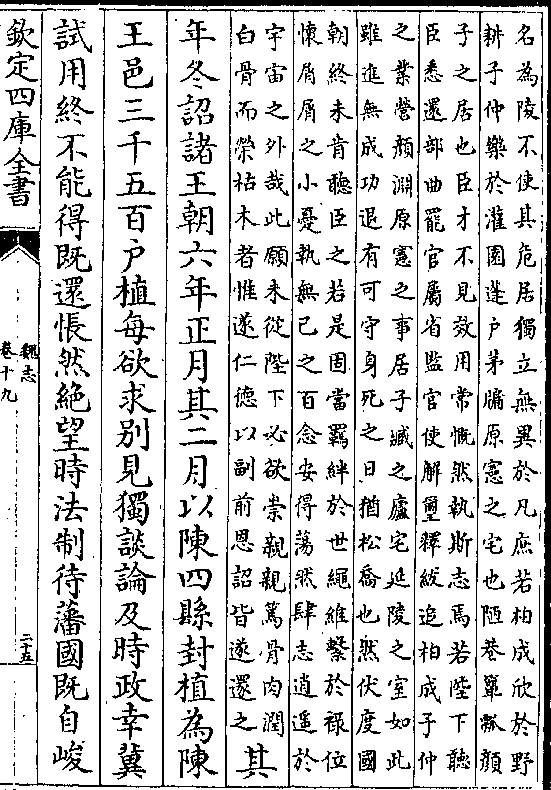 名為陵不使其危居獨立無異於凡庶若柏成欣於野
耕子仲樂於灌園蓬戶茅牖原憲之宅也陋巷簞瓢顏
子之居也臣才不見效用常慨然執斯志焉若陛下聽
臣悉還部曲罷官屬省監官使解璽釋紱追柏成子仲
之業營顏淵原憲之事居子臧之廬宅延陵之室如此
雖進無成功退有可守身死之日猶松喬也然伏度國
朝終未肯聽臣之若是固當羈絆於世繩維繫於祿位
懷屑屑之小憂執無已之百念安得蕩然肆志逍遙於
宇宙之外哉此願未從陛下必欲崇親親篤骨肉潤
白骨而榮枯木者惟遂仁德以副前恩詔皆遂還之
其
年冬詔諸王朝六年正月其二月以陳四縣封植為陳
王邑三千五百戶植每欲求別見獨談論及時政幸冀
試用終不能得既還悵然絕望時法制待藩國既自峻
欽定四庫全書
魏志
卷十九
二十五